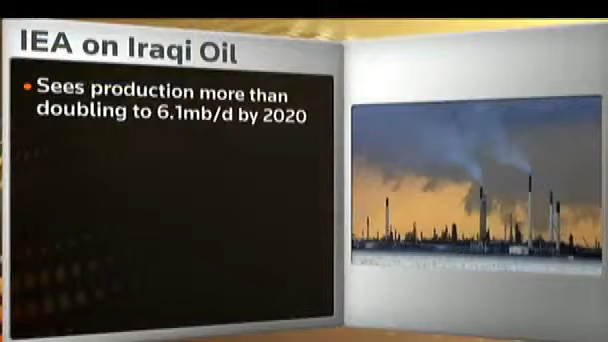 IEA on Iraqi Oil
• Sees production more than
doubling to 6.1mb/d by 2020